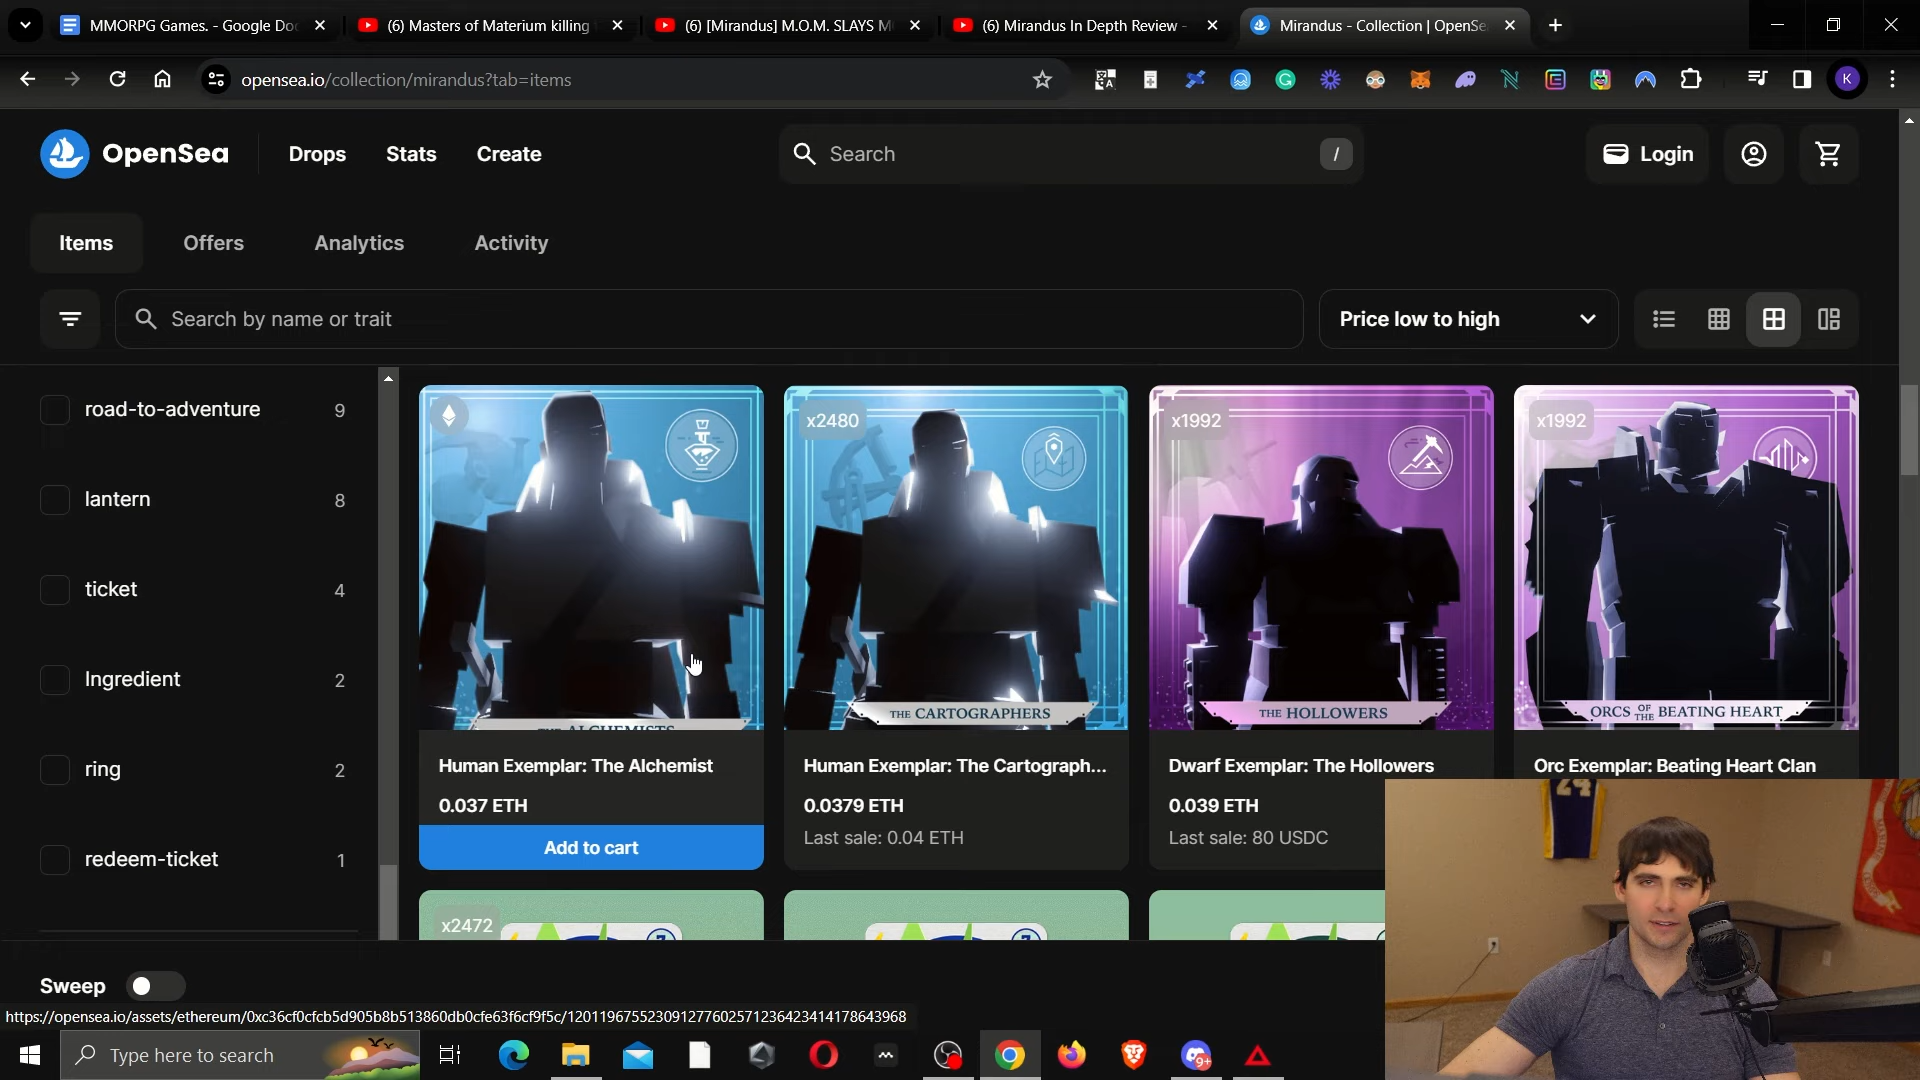 MMORPG Games. - Google Do
(6) Masters of Materium killing
(6) [Mirandus] M.O.M. SLAYS M
(6) Mirandus In Depth Review -
Mirandus - Collection | OpenSe
opensea.io/collection/mirandus?tab=items
K
OpenSea
Drops
Stats
Create
Search
/
Login
Items
Offers
Analytics
Activity
Search by name or trait
Price low to high
road-to-adventure 9
lantern 8
ticket 4
Ingredient 2
ring 2
redeem-ticket 1
THE ALCHEMISTS
Human Exemplar: The Alchemist
0.037 ETH
Add to cart
x2480
THE CARTOGRAPHERS
Human Exemplar: The Cartograph...
0.0379 ETH
Last sale: 0.04 ETH
x1992
THE HOLLOWERS
Dwarf Exemplar: The Hollowers
0.039 ETH
Last sale: 80 USDC
x1992
ORCS OF THE BEATING HEART
Orc Exemplar: Beating Heart Clan
x2472
24
Sweep
https://opensea.io/assets/ethereum/0xc36cf0cfcb5d905b8b513860db0cfe63f6cf9f5c/120119675523091277602571236423414178643968
Type here to search
9+